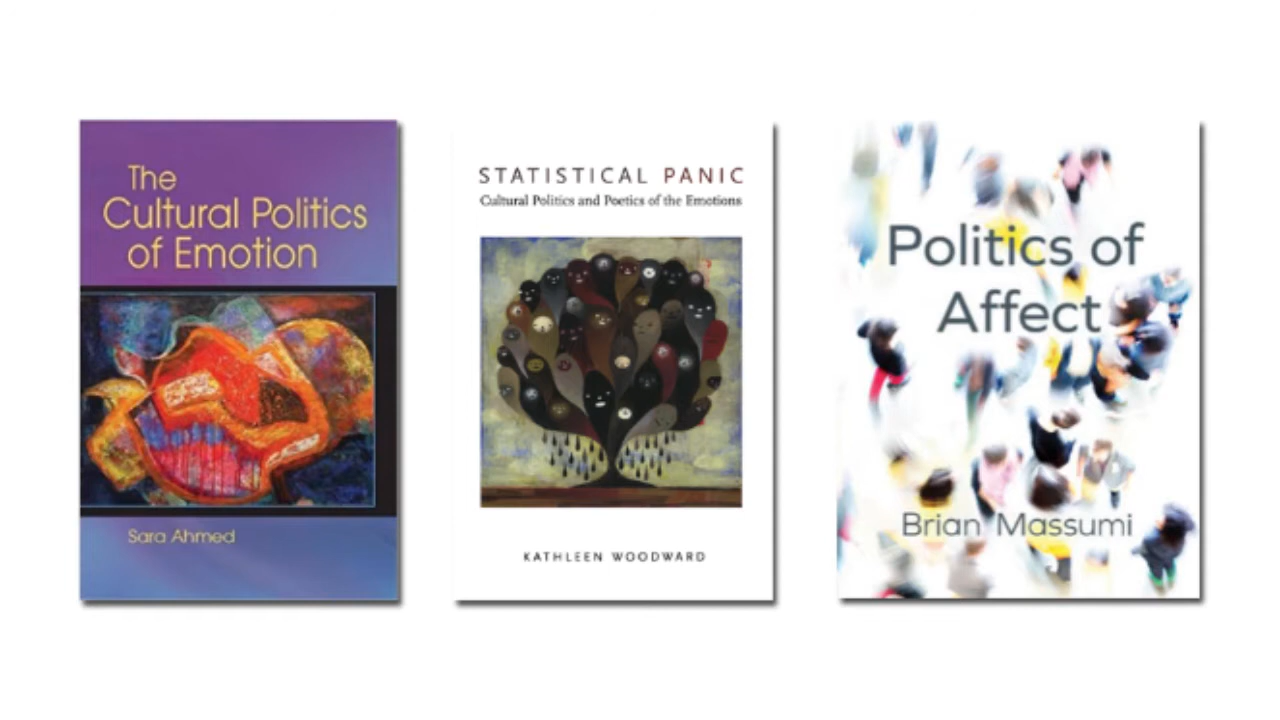 The
Cultural Politics
of Emotion
Sara Ahmed
STATISTICAL PANIC
Cultural Politics and Poetics of the Emotions
KATHLEEN WOODWARD
Politics of
Affect
Brian Massumi